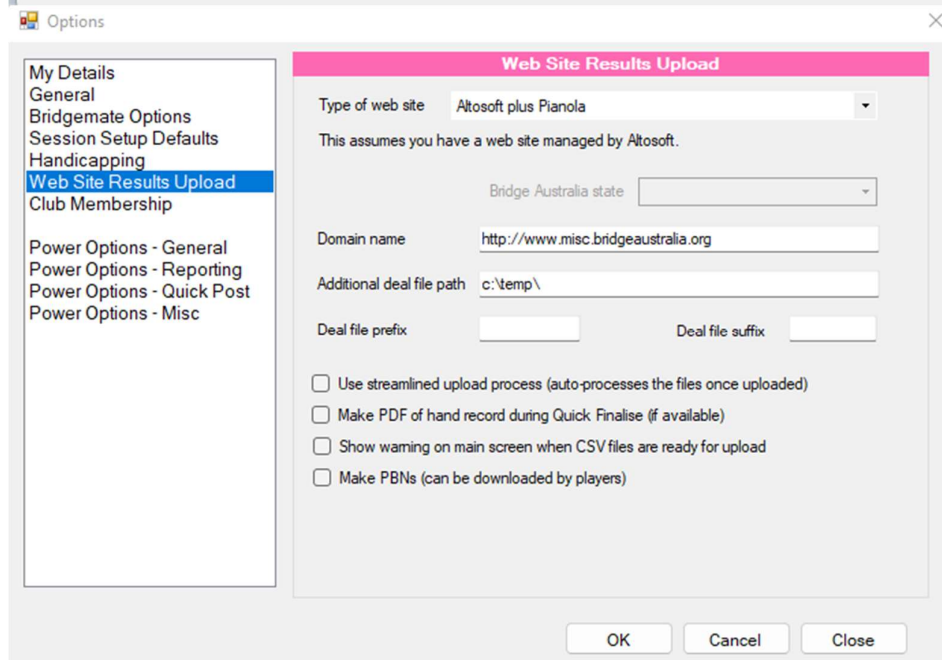 Options
My Details
General
Bridgemate Options
Session Setup Defaults
Handicapping
Web Site Results Upload
Club Membership
Power Options - General
Power Options - Reporting
Power Options - Quick Post
Power Options - Misc
Web Site Results Upload
Type of web site Altosoft plus Pianola
This assumes you have a web site managed by Altosoft.
Bridge Australia state
Domain name http://www.misc.bridgeaustralia.org
Additional deal file path c:\temp\
Deal file prefix Deal file suffix
Use streamlined upload process (auto-processes the files once uploaded)
Make PDF of hand record during Quick Finalise (if available)
Show warning on main screen when CSV files are ready for upload
Make PBNs (can be downloaded by players)
OK Cancel Close